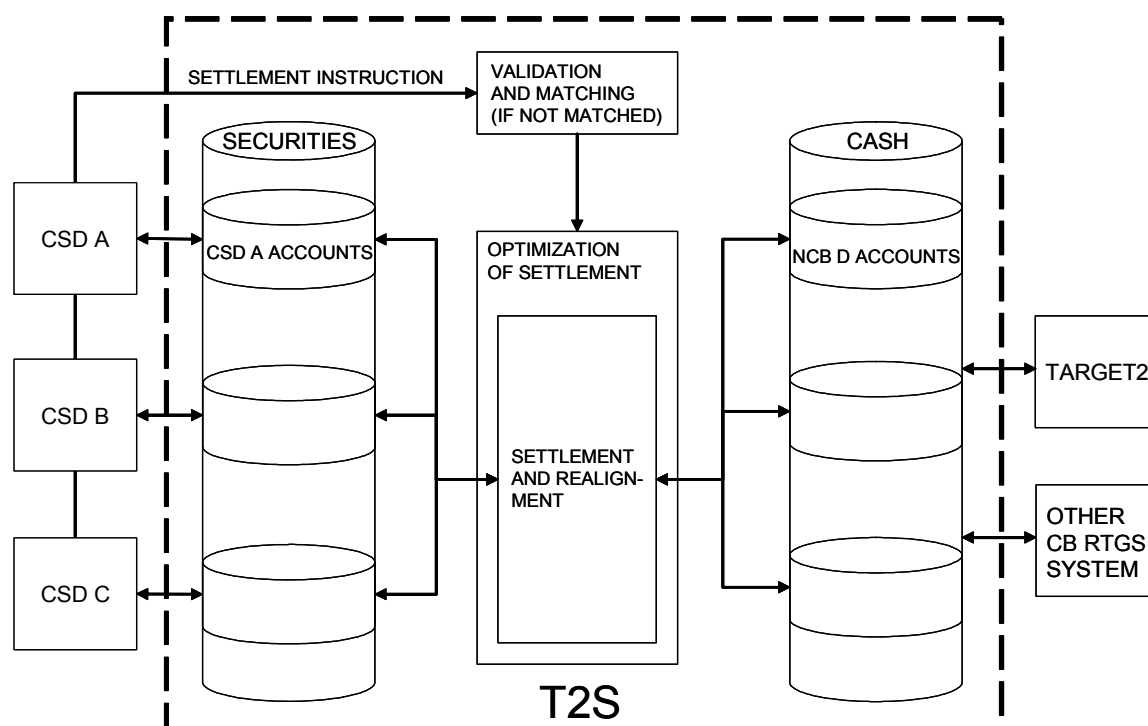 SETTLEMENT INSTRUCTION
VALIDATION
AND MATCHING
(IF NOT MATCHED)
SECURITIES
CASH
CSD A
CSD A ACCOUNTS
OPTIMIZATION
OF SETTLEMENT
NCB D ACCOUNTS
TARGET2
CSD B
SETTLEMENT
AND REALIGN-
MENT
OTHER
CB RTGS
SYSTEM
CSD C
T2S